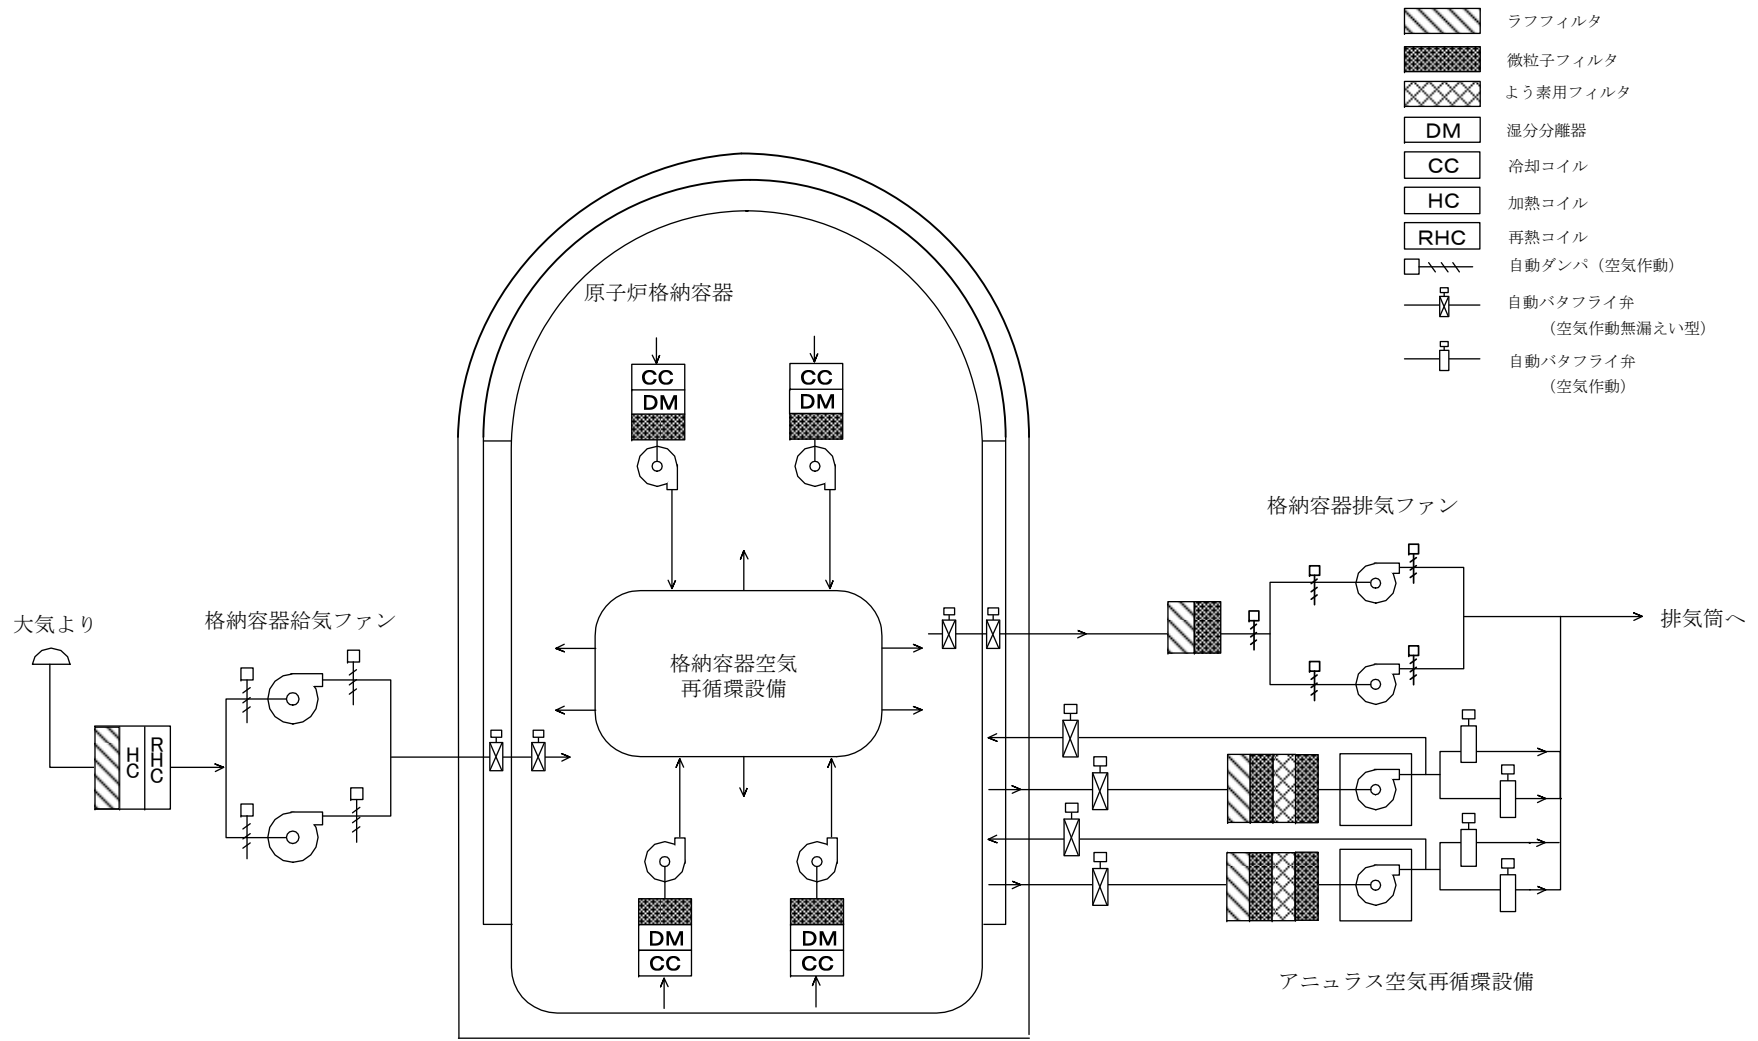 ラフフィルタ
微粒子フィルタ
よう素用フィルタ
DM 湿分分離器
CC 冷却コイル
HC 加熱コイル
RHC 再熱コイル
自動ダンパ（空気作動）
自動バタフライ弁
（空気作動無漏えい型）
自動バタフライ弁
（空気作動）
原子炉格納容器
CC
DM
CC
DM
格納容器排気ファン
大気より
格納容器給気ファン
排気筒へ
格納容器空気
再循環設備
HC
RHC
DM
CC
DM
CC
アニュラス空気再循環設備